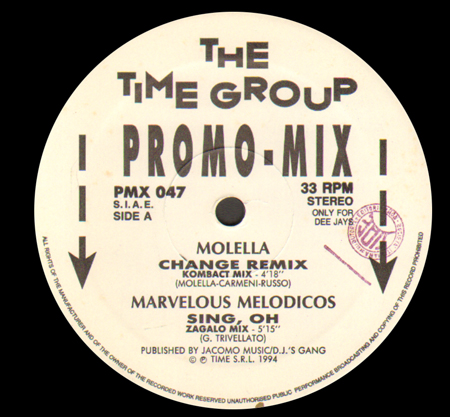 THE
TIME GROUP
PROMO-MIX
PMX 047
S.I.A.E.
SIDE A
33 RPM
STEREO
ONLY FOR
DEE JAYS
MOLELLA
CHANGE REMIX
KOMBACT MIX - 4'18"
(MOLELLA-CARMENI-RUSSO)
MARVELOUS MELODICOS
SING, OH
ZAGALO MIX - 5'15"
(G. TRIVELLATO)
PUBLISHED BY JACOMO MUSIC/D.J.'S GANG
© ℗ TIME S.R.L. 1994
ALL RIGHTS OF THE MANUFACTURER AND OF THE OWNER OF THE RECORDED WORK RESERVED UNAUTHORISED PUBLIC PERFORMANCE BROADCASTING AND COPYING OF THIS RECORD PROHIBITED